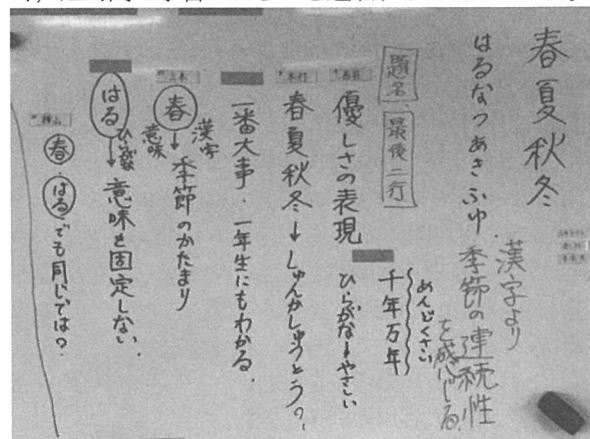 春夏秋冬
はるなつあきふゆ
漢字より
季節の連続性
を感じる。
題名、最後二行
めんどくさい
千年万年
優しさの表現
ひらがな→やさしい
春夏秋冬→しゅんかしゅうとう?
一番大事.一年生にもわかる.
春→季節のかたまり
漢字
意味
はる→意味を固定しない.
ひらがな
春.はるでも同じでは?